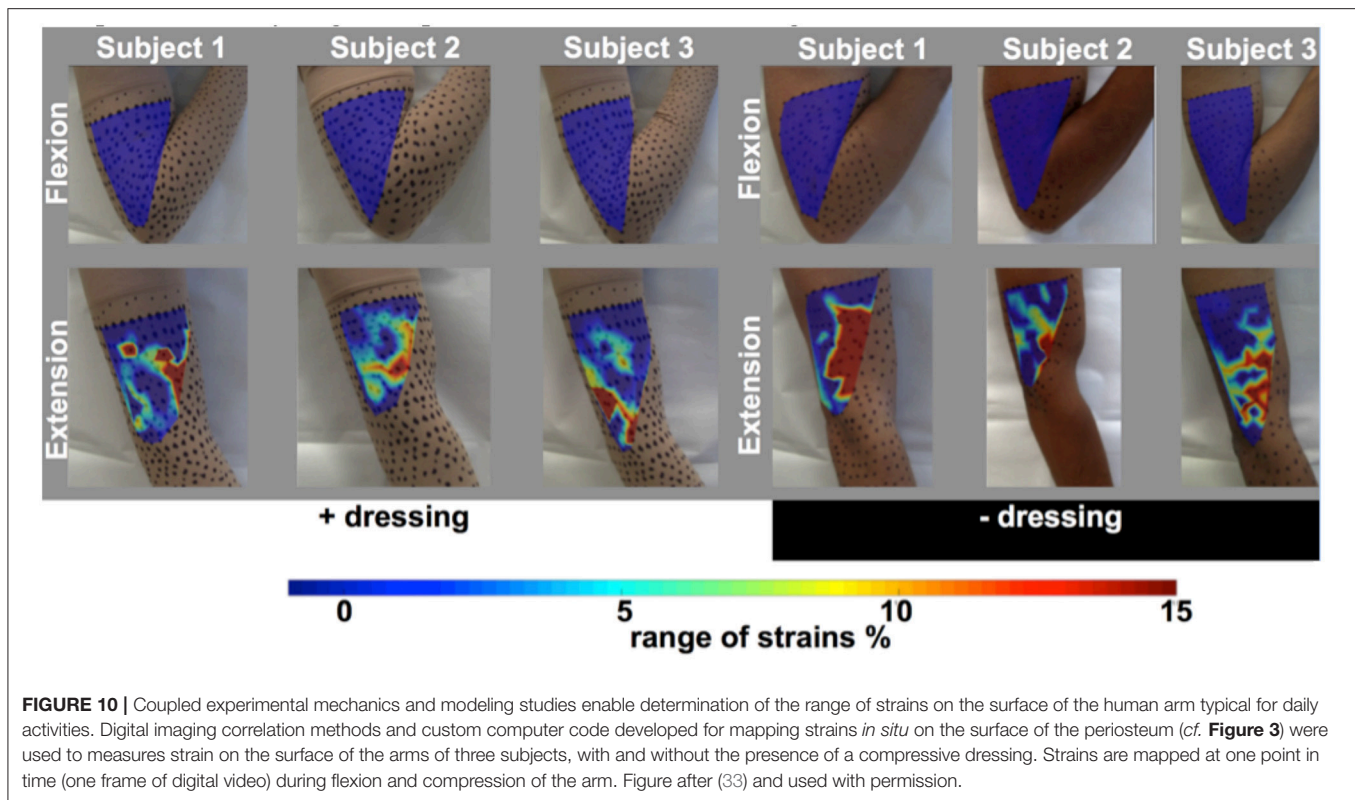 Subject 1 Subject 2 Subject 3 Subject 1 Subject 2 Subject 3
Flexion Flexion
Extension Extension
+ dressing - dressing
0 5 10 15
range of strains %
FIGURE 10 | Coupled experimental mechanics and modeling studies enable determination of the range of strains on the surface of the human arm typical for daily
activities. Digital imaging correlation methods and custom computer code developed for mapping strains in situ on the surface of the periosteum (cf. Figure 3) were
used to measures strain on the surface of the arms of three subjects, with and without the presence of a compressive dressing. Strains are mapped at one point in
time (one frame of digital video) during flexion and compression of the arm. Figure after (33) and used with permission.